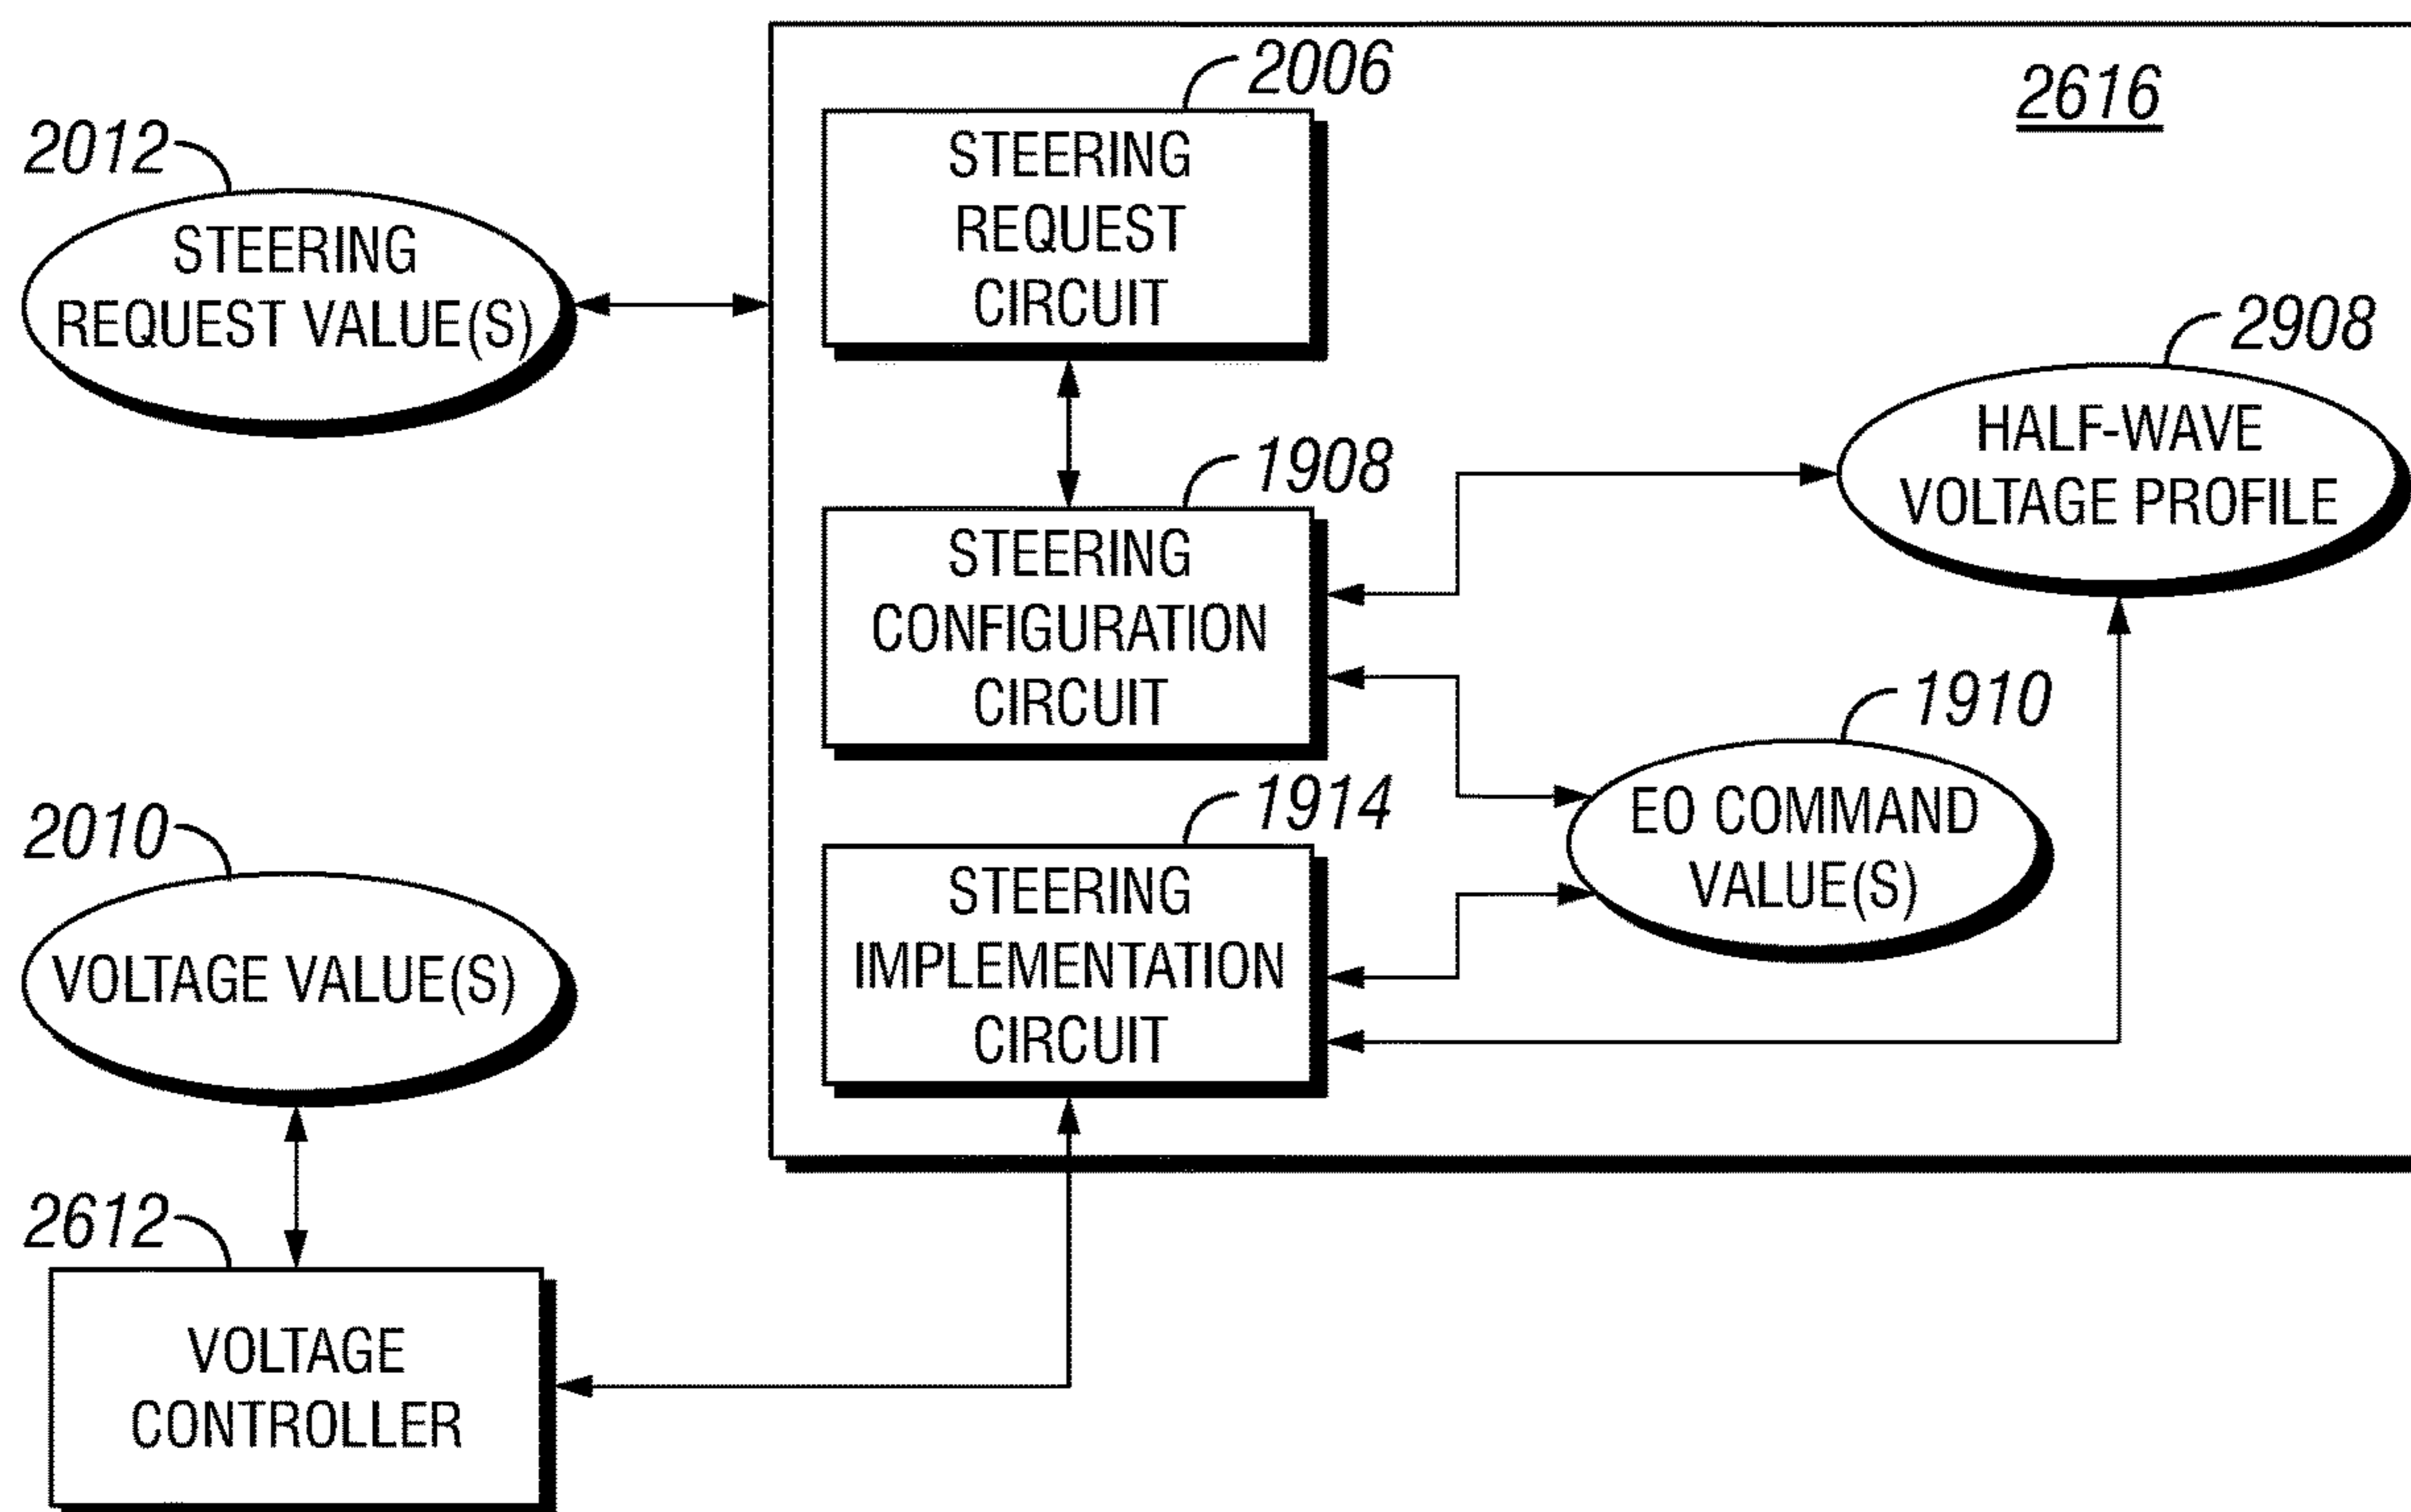 2616
2006
STEERING
REQUEST
CIRCUIT
2012
STEERING
REQUEST VALUE(S)
2908
HALF-WAVE
VOLTAGE PROFILE
1908
STEERING
CONFIGURATION
CIRCUIT
1910
EO COMMAND
VALUE(S)
1914
STEERING
IMPLEMENTATION
CIRCUIT
2010
VOLTAGE VALUE(S)
2612
VOLTAGE
CONTROLLER